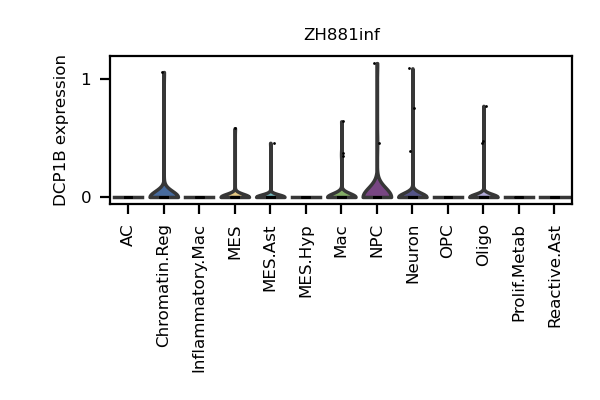 ZH881inf
DCP1B expression
1
0
AC
Chromatin.Reg
Inflammatory.Mac
MES
MES.Ast
MES.Hyp
Mac
NPC
Neuron
OPC
Oligo
Prolif.Metab
Reactive.Ast